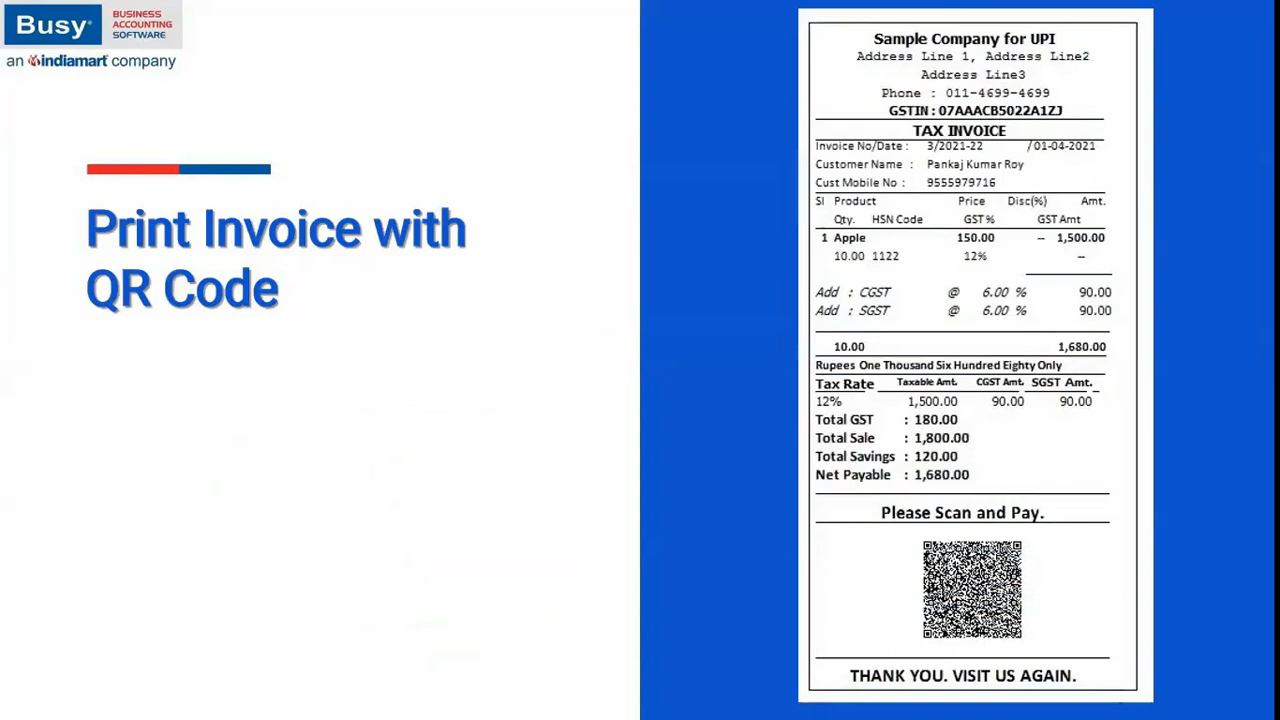 Busy
BUSINESS
ACCOUNTING
SOFTWARE
an indiamart company
Print Invoice with
QR Code
Sample Company for UPI
Address Line 1, Address Line2
Address Line3
Phone : 011-4699-4699
GSTIN : 07AAACB5022A1ZJ
TAX INVOICE
Invoice No/Date : 3/2021-22 / 01-04-2021
Customer Name : Pankaj Kumar Roy
Cust Mobile No : 9555979716
Sl Product Price Disc(%) Amt.
Qty. HSN Code GST % GST Amt
1 Apple 150.00 -- 1,500.00
10.00 1122 12% --
Add : CGST @ 6.00 % 90.00
Add : SGST @ 6.00 % 90.00
10.00 1,680.00
Rupees One Thousand Six Hundred Eighty Only
Tax Rate Taxable Amt. CGST Amt. SGST Amt.
12% 1,500.00 90.00 90.00
Total GST : 180.00
Total Sale : 1,800.00
Total Savings : 120.00
Net Payable : 1,680.00
Please Scan and Pay.
THANK YOU. VISIT US AGAIN.